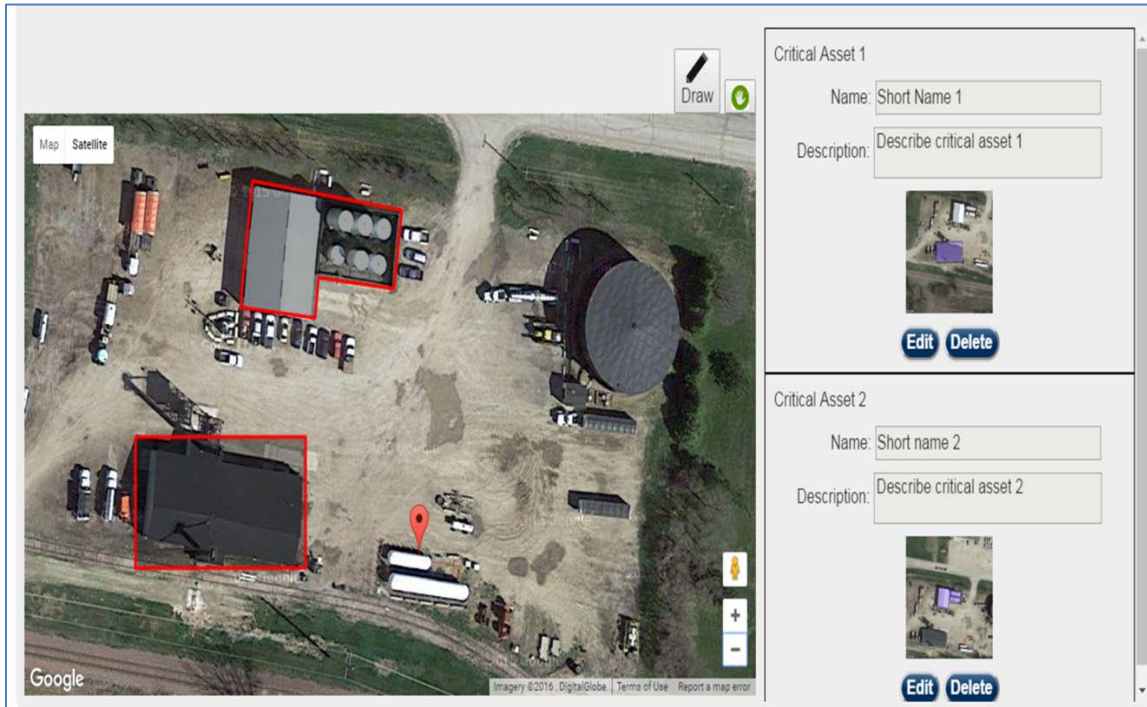 Draw
Map Satellite
Google
Imagery ©2016, DigitalGlobe Terms of Use Report a map error
Critical Asset 1
Name: Short Name 1
Description: Describe critical asset 1
Edit Delete
Critical Asset 2
Name: Short name 2
Description: Describe critical asset 2
Edit Delete